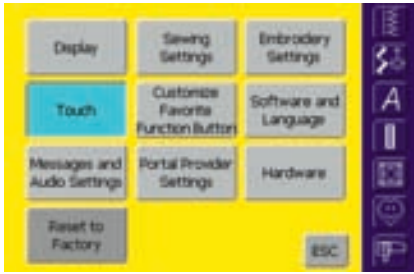 Display
Sewing
Settings
Embroidery
Settings
Touch
Customize
Favorite
Function Button
Software and
Language
Messages and
Audio Settings
Portal Provider
Settings
Hardware
Reset to
Factory
ESC
A